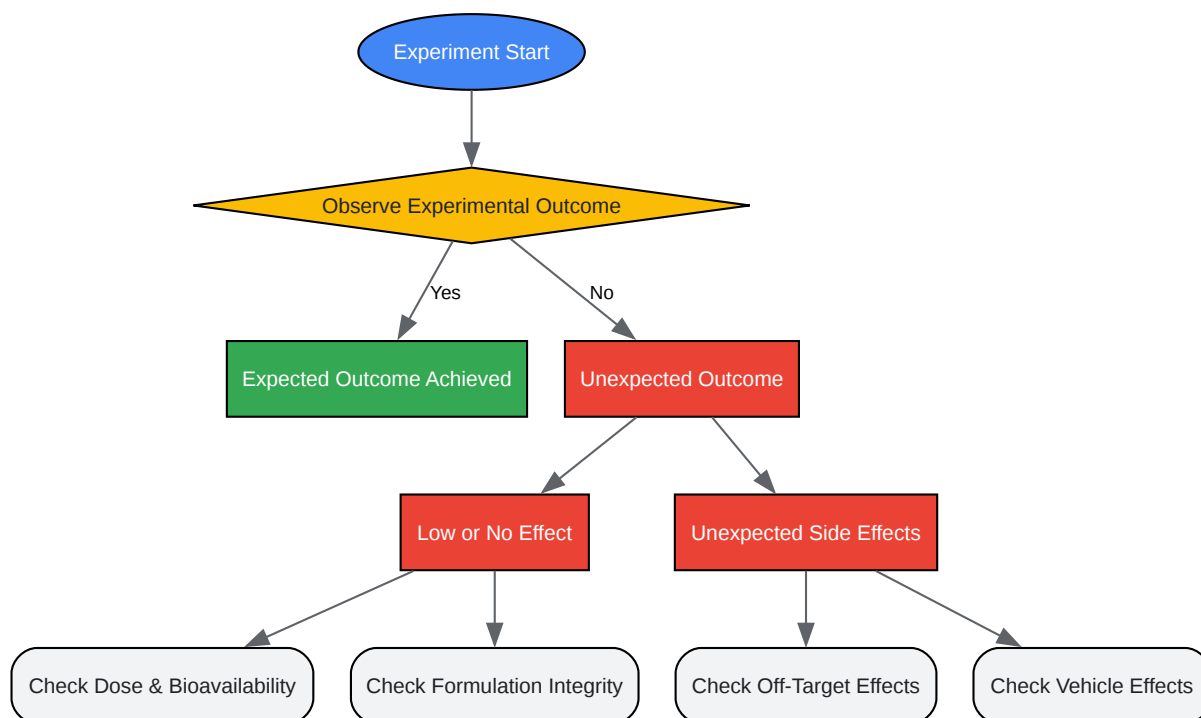 Experiment Start
Observe Experimental Outcome
Yes
No
Expected Outcome Achieved
Unexpected Outcome
Low or No Effect
Unexpected Side Effects
Check Dose & Bioavailability
Check Formulation Integrity
Check Off-Target Effects
Check Vehicle Effects